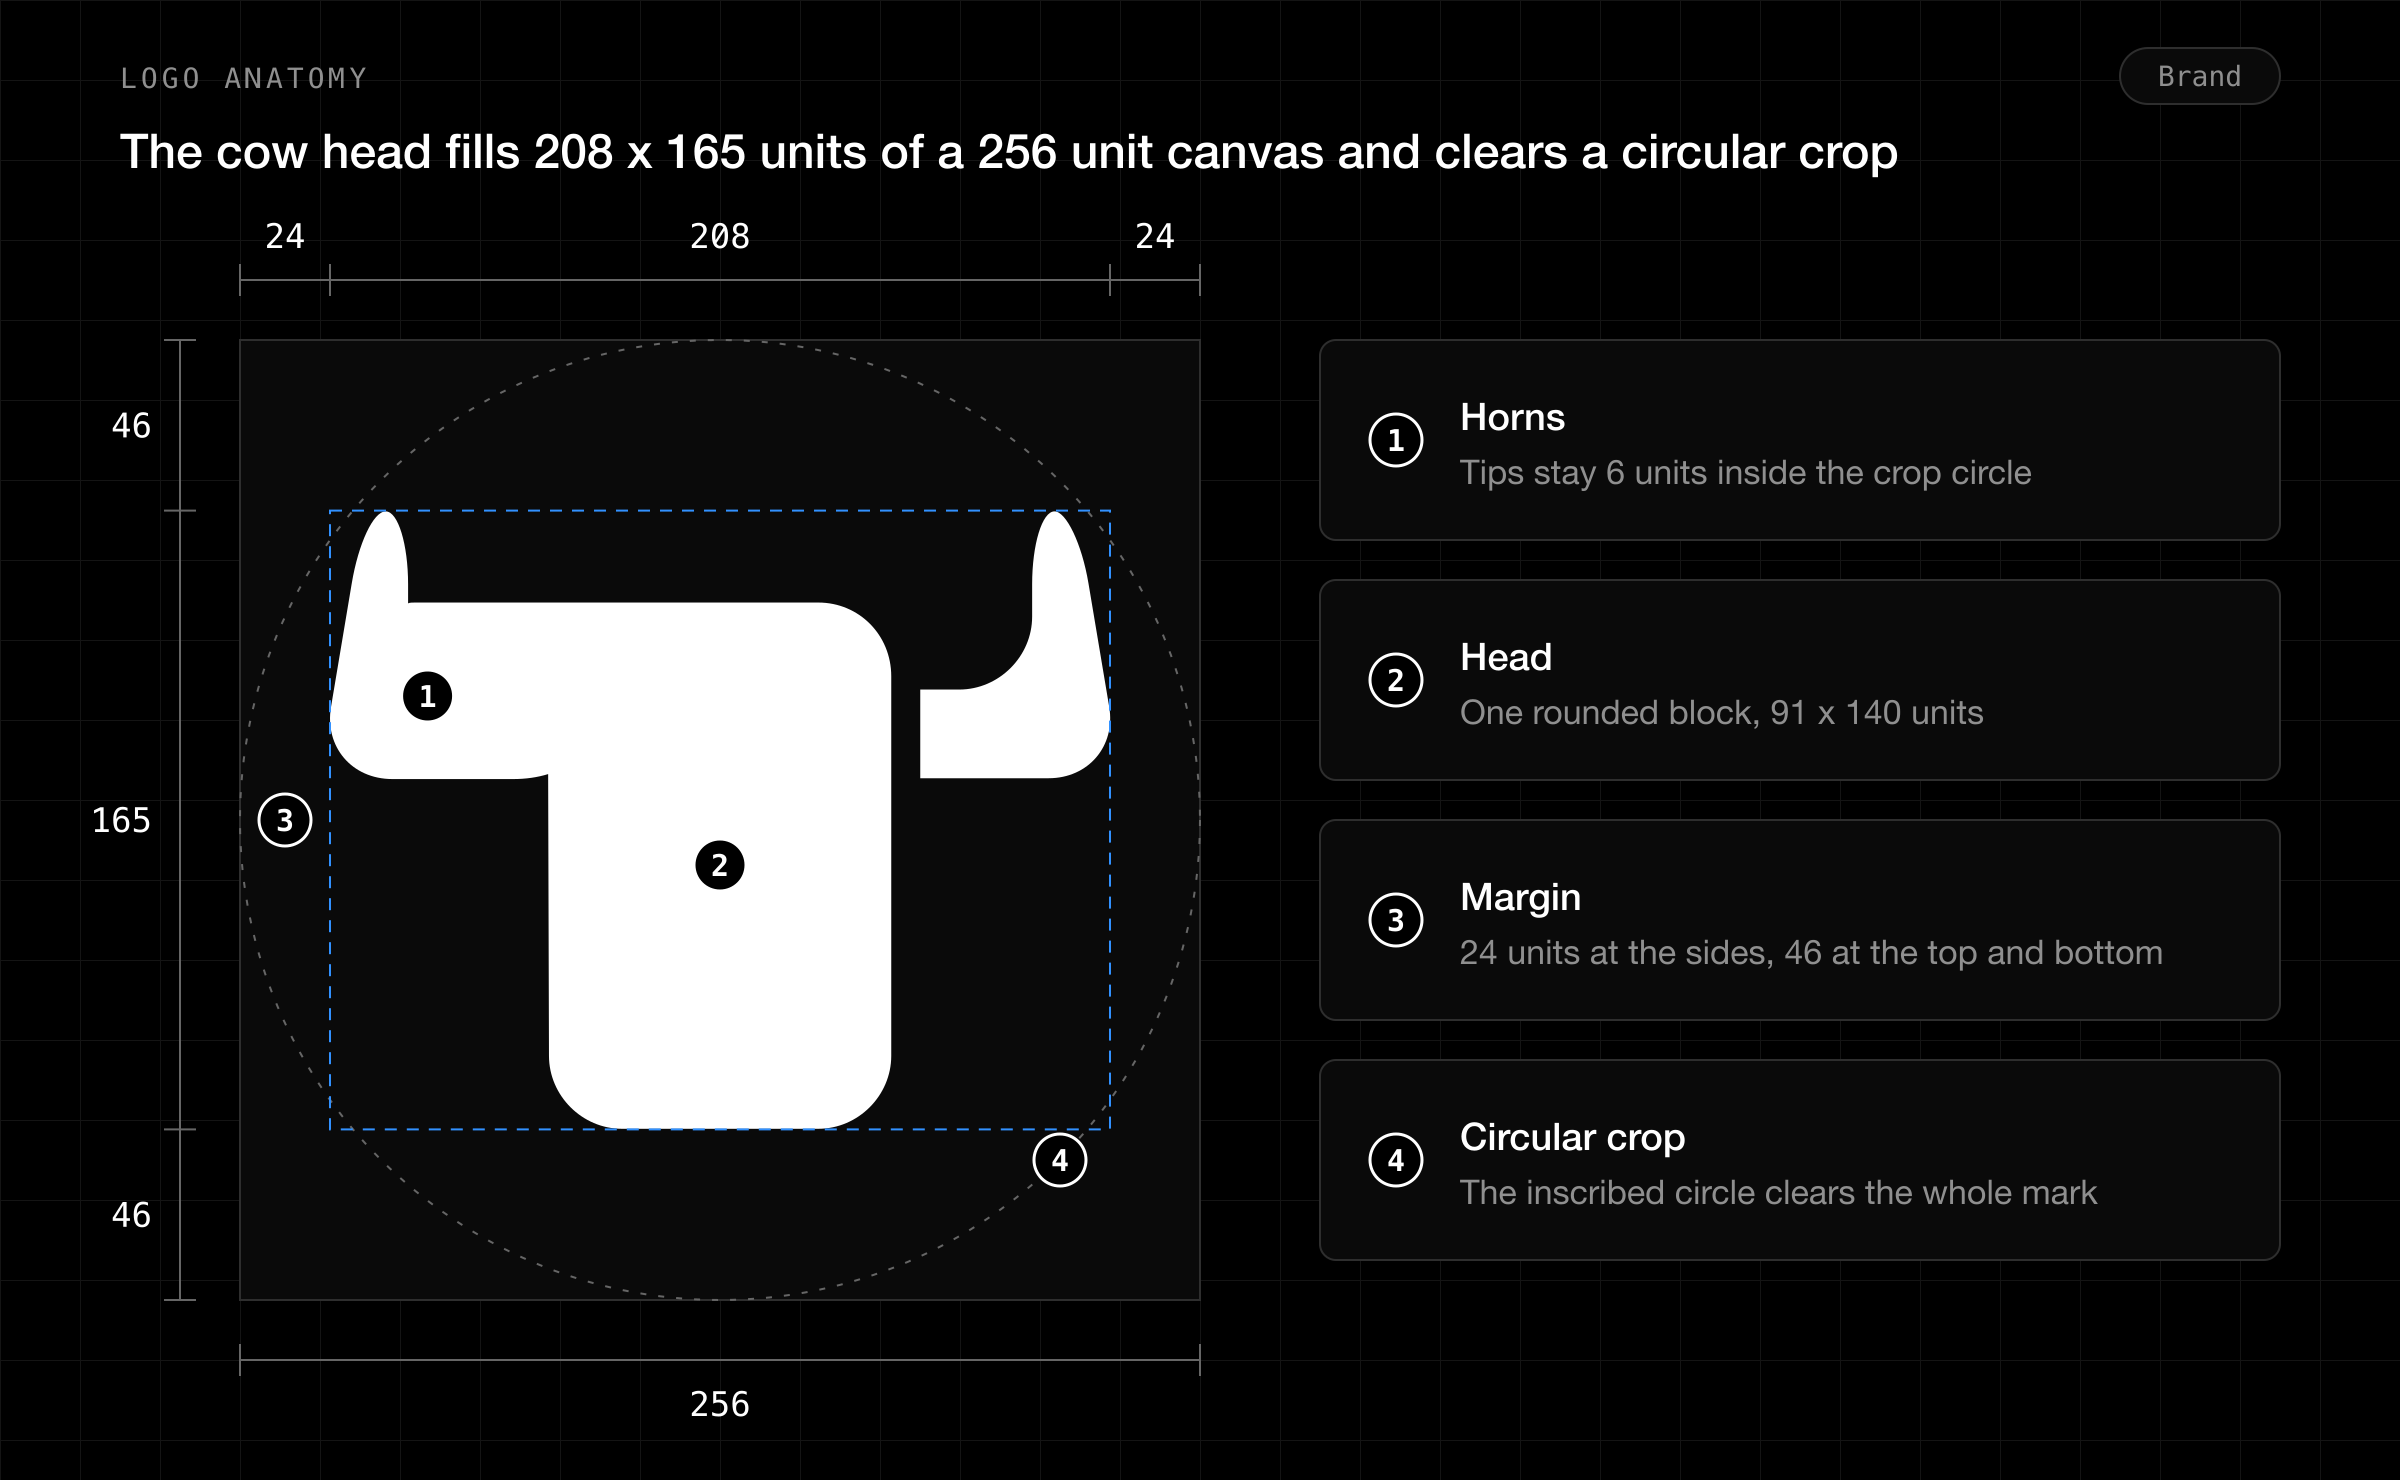 LOGO ANATOMY
Brand
The cow head fills 208 x 165 units of a 256 unit canvas and clears a circular crop
24
208
24
46
165
46
256
1
2
3
4
1
Horns
Tips stay 6 units inside the crop circle
2
Head
One rounded block, 91 x 140 units
3
Margin
24 units at the sides, 46 at the top and bottom
4
Circular crop
The inscribed circle clears the whole mark